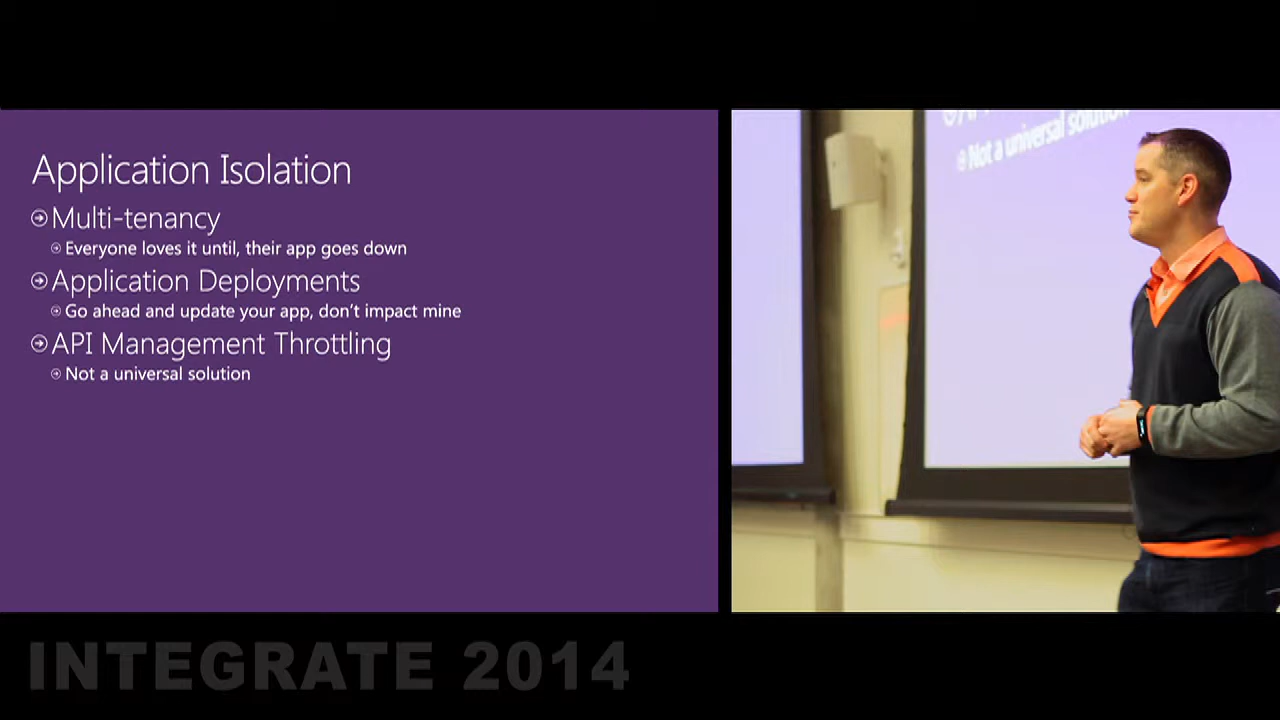 Application Isolation
Multi-tenancy
Everyone loves it until, their app goes down
Application Deployments
Go ahead and update your app, don't impact mine
API Management Throttling
Not a universal solution
Not a universal solution
INTEGRATE 2014